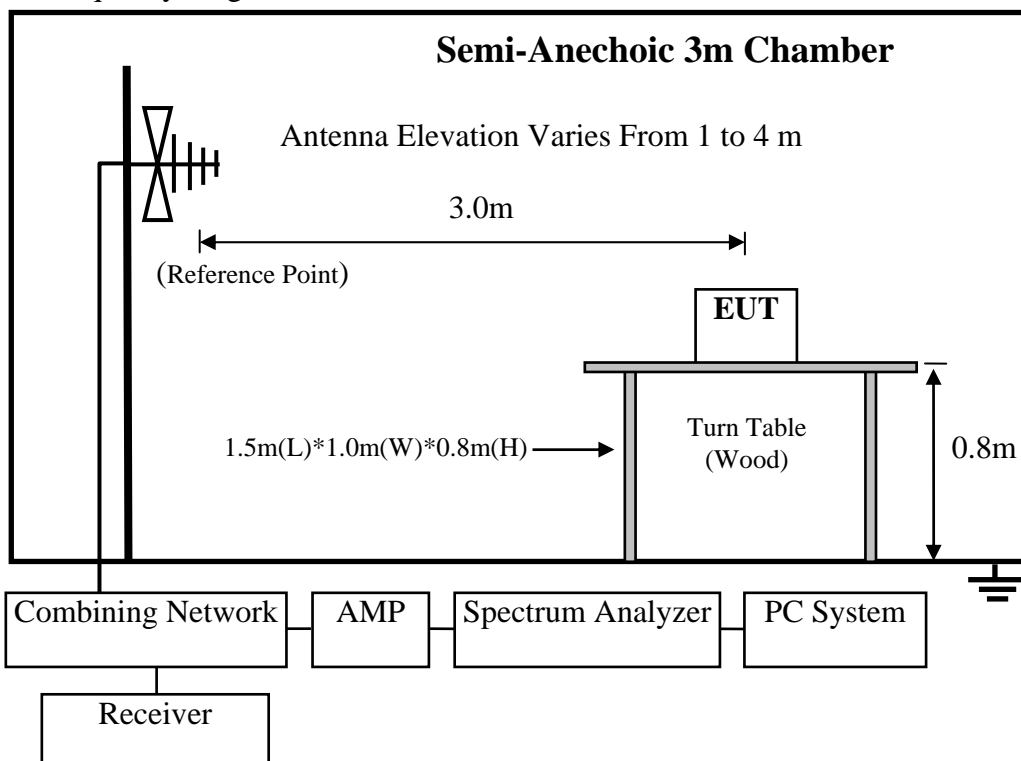 Semi-Anechoic 3m Chamber
Antenna Elevation Varies From 1 to 4 m
3.0m
(Reference Point)
EUT
1.5m(L)*1.0m(W)*0.8m(H)
Turn Table
(Wood)
0.8m
Combining Network
AMP
Spectrum Analyzer
PC System
Receiver